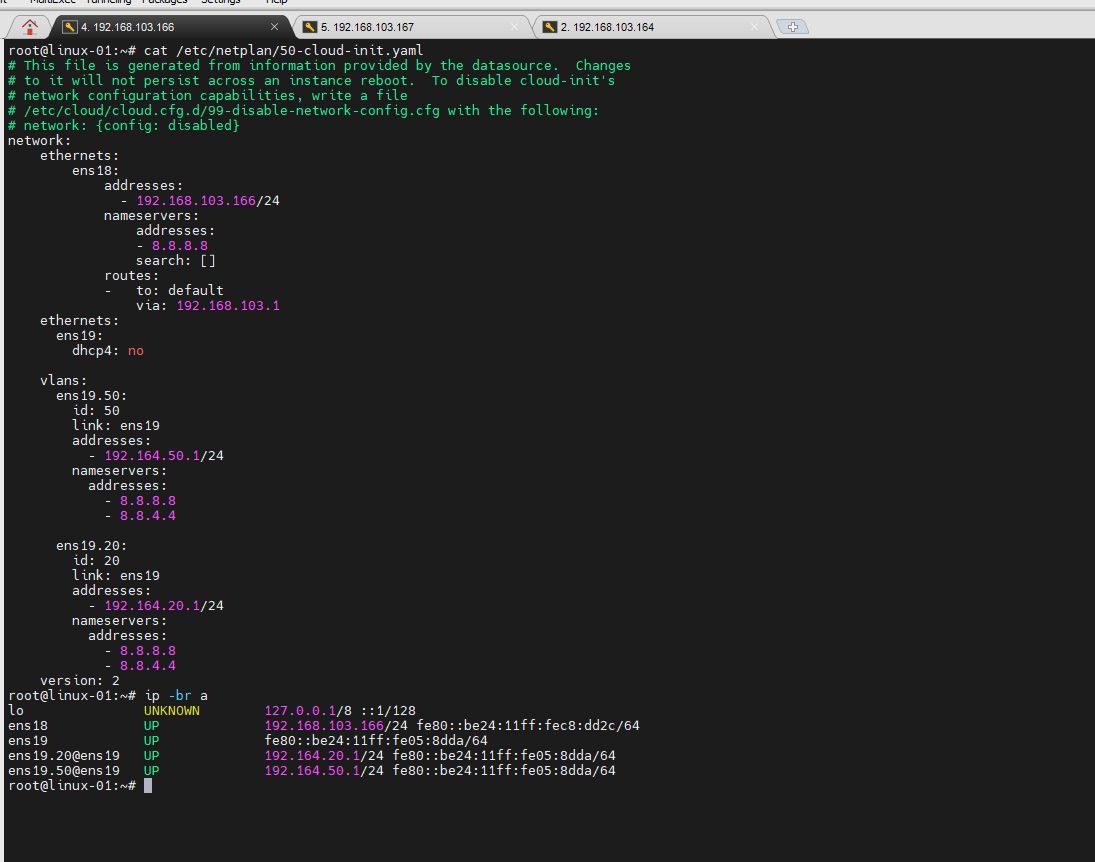 MultiExec Tunneling Packages Settings Help
4. 192.168.103.166 5. 192.168.103.167 2. 192.168.103.164
root@linux-01:~# cat /etc/netplan/50-cloud-init.yaml
# This file is generated from information provided by the datasource.  Changes
# to it will not persist across an instance reboot.  To disable cloud-init's
# network configuration capabilities, write a file
# /etc/cloud/cloud.cfg.d/99-disable-network-config.cfg with the following:
# network: {config: disabled}
network:
    ethernets:
        ens18:
            addresses:
              - 192.168.103.166/24
            nameservers:
                addresses:
                - 8.8.8.8
                search: []
            routes:
            -   to: default
                via: 192.168.103.1
    ethernets:
      ens19:
        dhcp4: no
    vlans:
      ens19.50:
        id: 50
        link: ens19
        addresses:
          - 192.164.50.1/24
        nameservers:
          addresses:
            - 8.8.8.8
            - 8.8.4.4
      ens19.20:
        id: 20
        link: ens19
        addresses:
          - 192.164.20.1/24
        nameservers:
          addresses:
            - 8.8.8.8
            - 8.8.4.4
    version: 2
root@linux-01:~# ip -br a
lo               UNKNOWN        127.0.0.1/8 ::1/128
ens18            UP             192.168.103.166/24 fe80::be24:11ff:fec8:dd2c/64
ens19            UP             fe80::be24:11ff:fe05:8dda/64
ens19.20@ens19   UP             192.164.20.1/24 fe80::be24:11ff:fe05:8dda/64
ens19.50@ens19   UP             192.164.50.1/24 fe80::be24:11ff:fe05:8dda/64
root@linux-01:~#